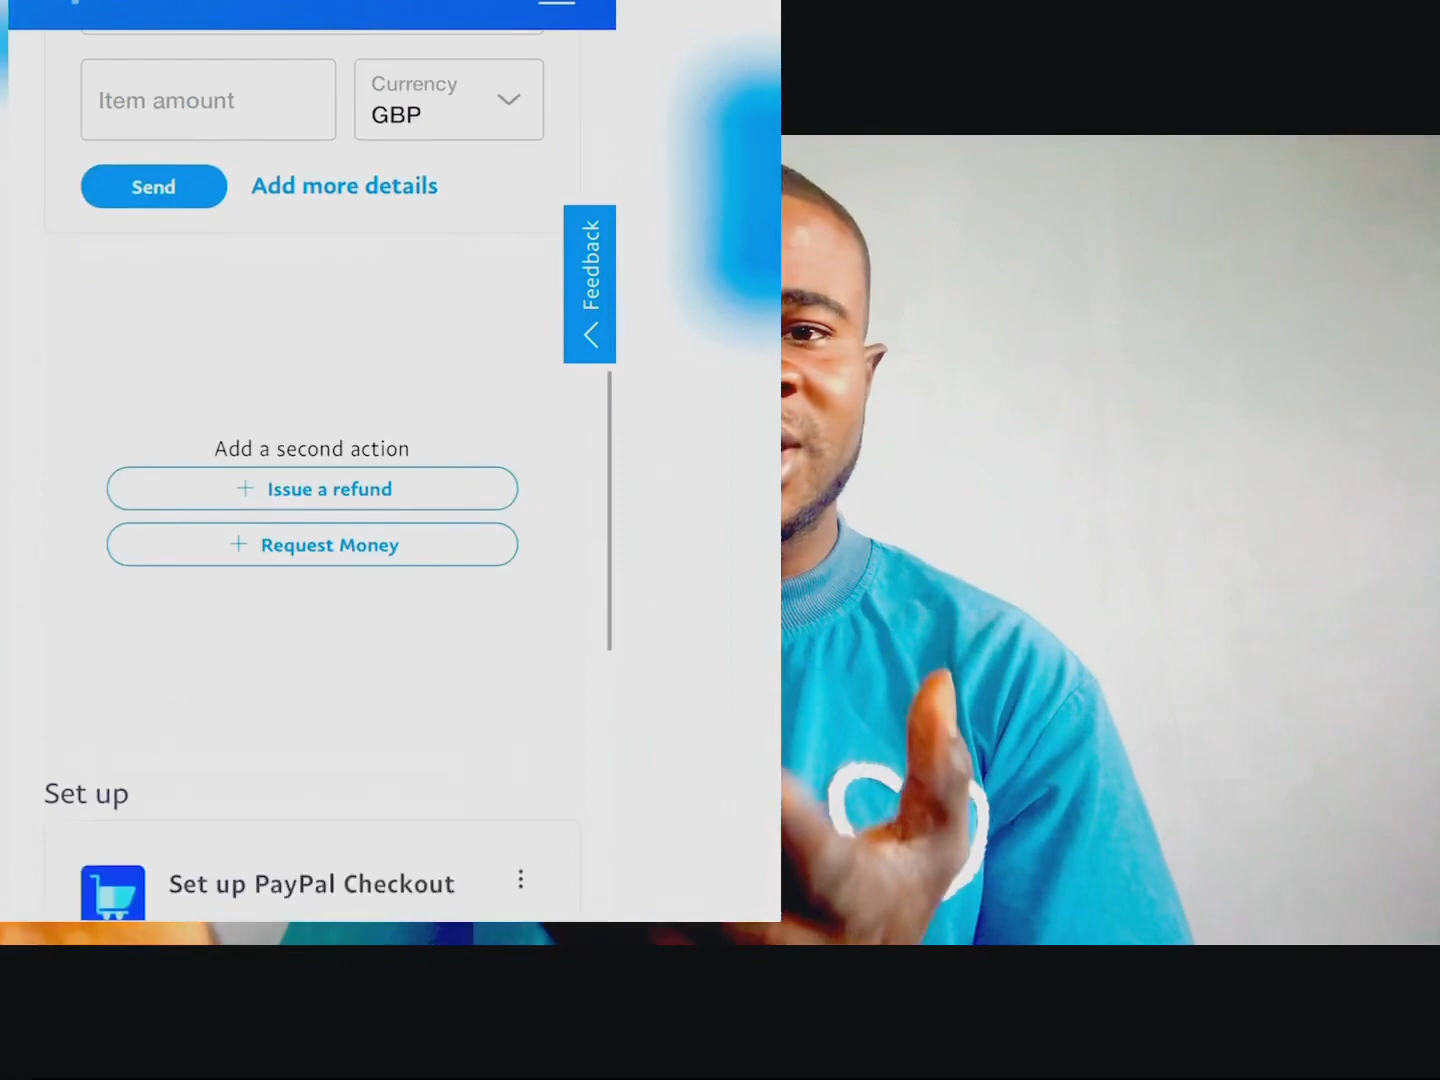 Item amount
Currency
GBP
Send
Add more details
Feedback
Add a second action
Issue a refund
Request Money
Set up
Set up PayPal Checkout